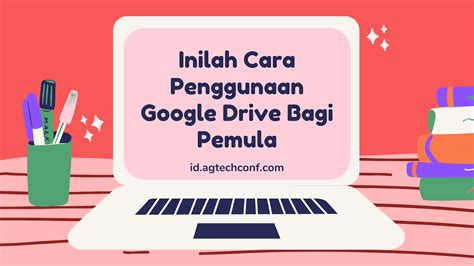 Inilah Cara
Penggunaan
Google Drive Bagi
Pemula
id.agtechconf.com